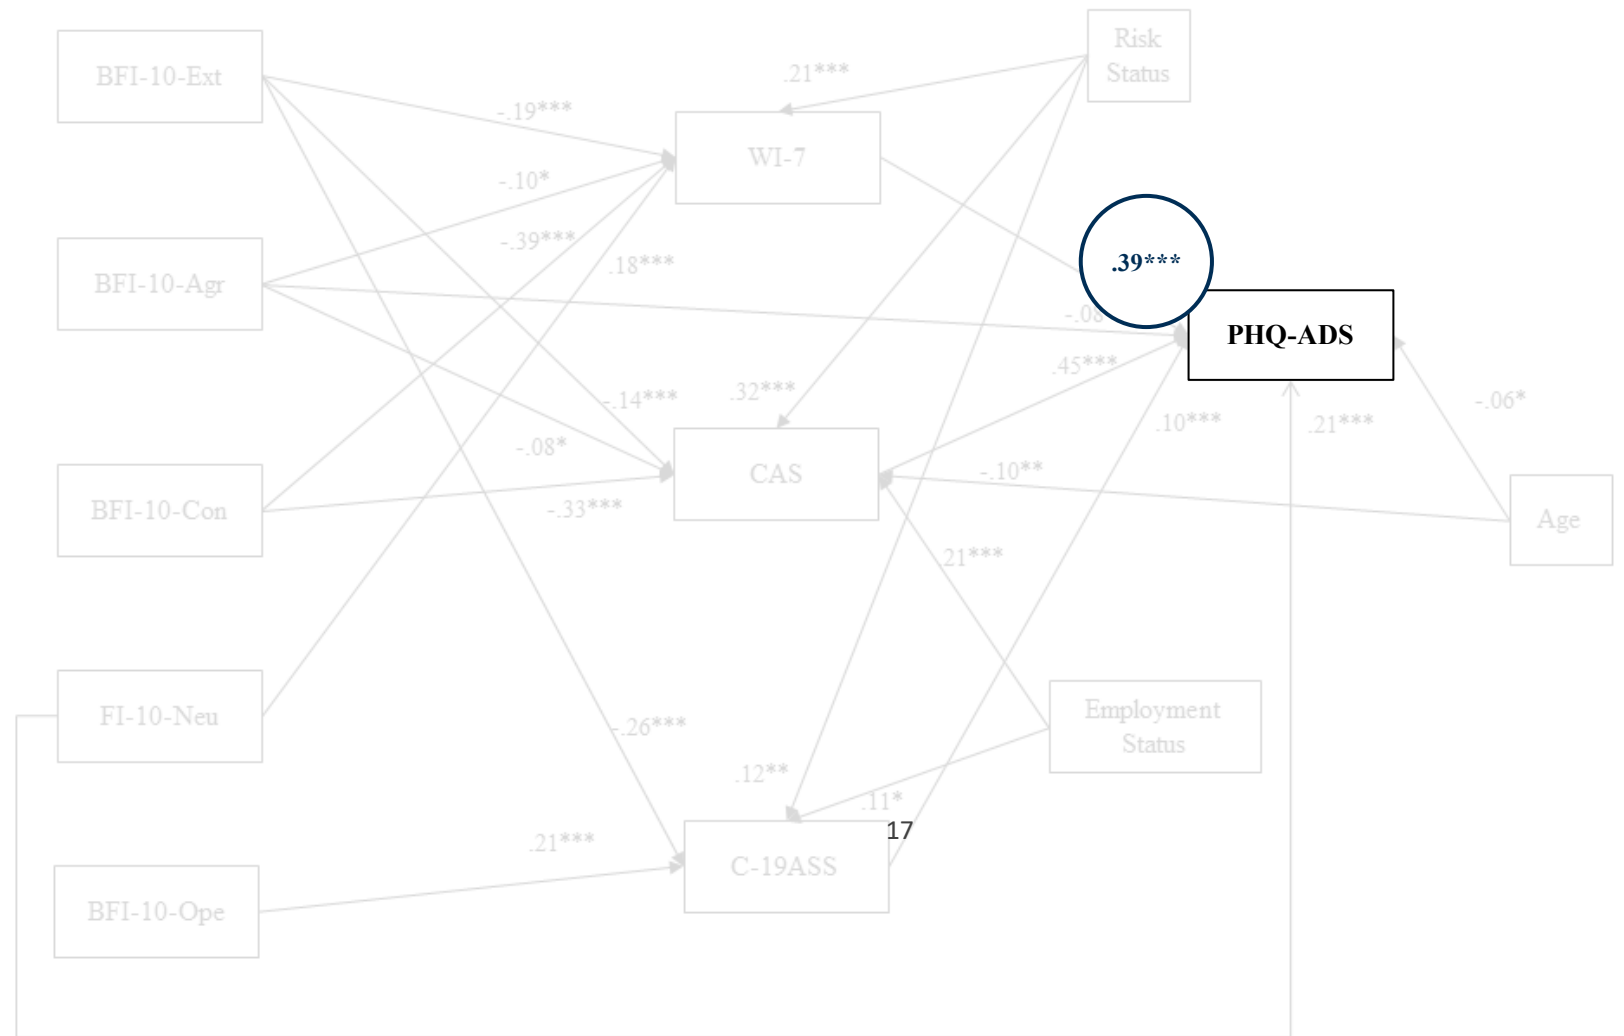 Risk
Status
BFI-10-Ext
.21***
-.19***
WI-7
-.10*
-.39***
.18***
BFI-10-Agr
.39***
-.08
PHQ-ADS
.45***
-.14***
.32***
-.06*
.10***
.21***
-.08*
CAS
-.10**
BFI-10-Con
-.33***
Age
.21***
FI-10-Neu
-.26***
Employment
Status
.12**
.11*
17
.21***
C-19ASS
BFI-10-Ope